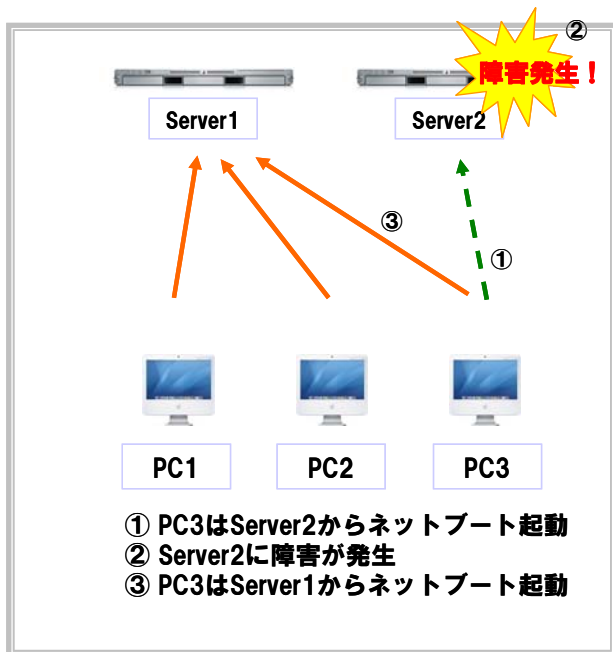 ②
障害発生！
Server1
Server2
③
①
PC1
PC2
PC3
① PC3はServer2からネットブート起動
② Server2に障害が発生
③ PC3はServer1からネットブート起動